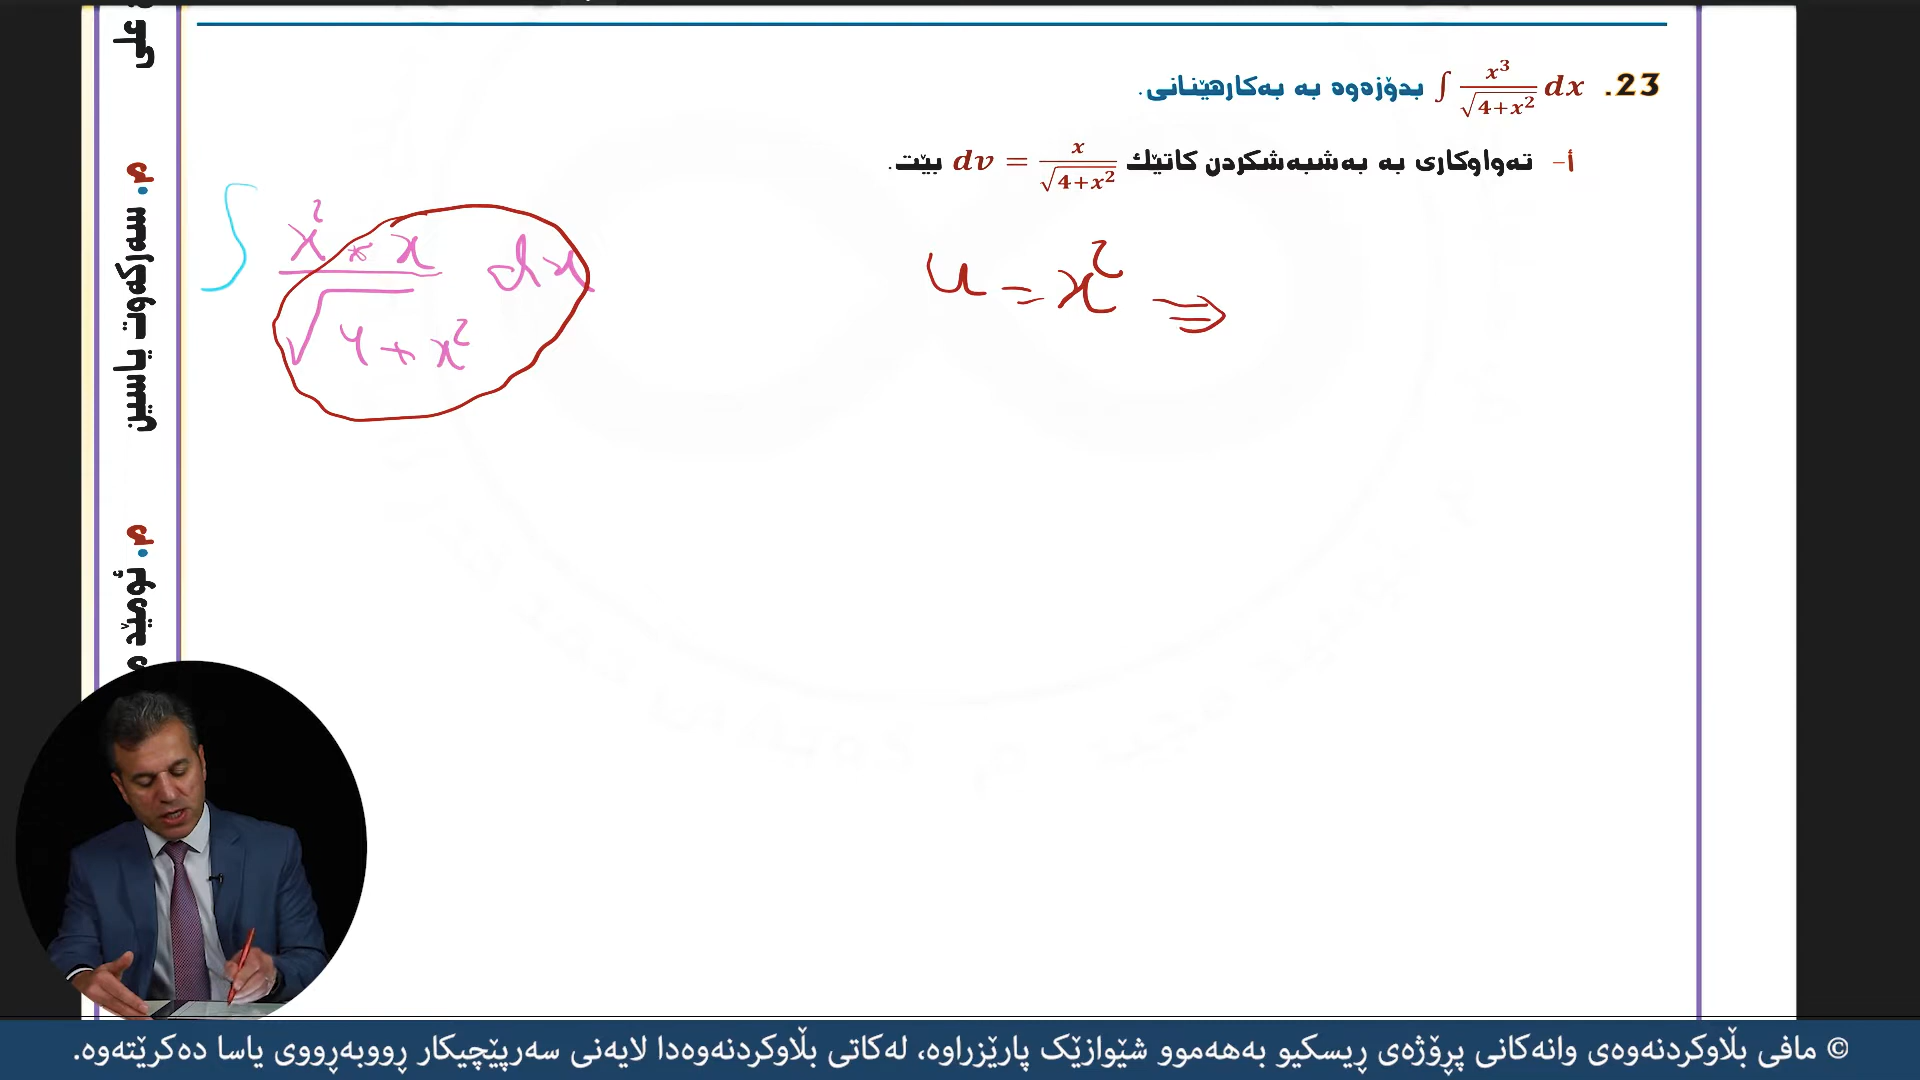 23. ∫ x³/√4+x² dx بدۆزەوە بە بەکارهێنانی.
أ- تەواوکاری بە بەشبەشکردن کاتێك dv = x/√4+x² بێت.
∫ x² * x / √4+x² dx
u = x² ⇒
علی
م. سەرکەوت یاسین
م. ئومێد م
© مافی بڵاوکردنەوەی وانەکانی پڕۆژەی ڕیسکیو بەهەموو شێوازێک پارێزراوە، لەکاتی بڵاوکردنەوەدا لایەنی سەرپێچیکار ڕووبەڕووی یاسا دەکرێتەوە.